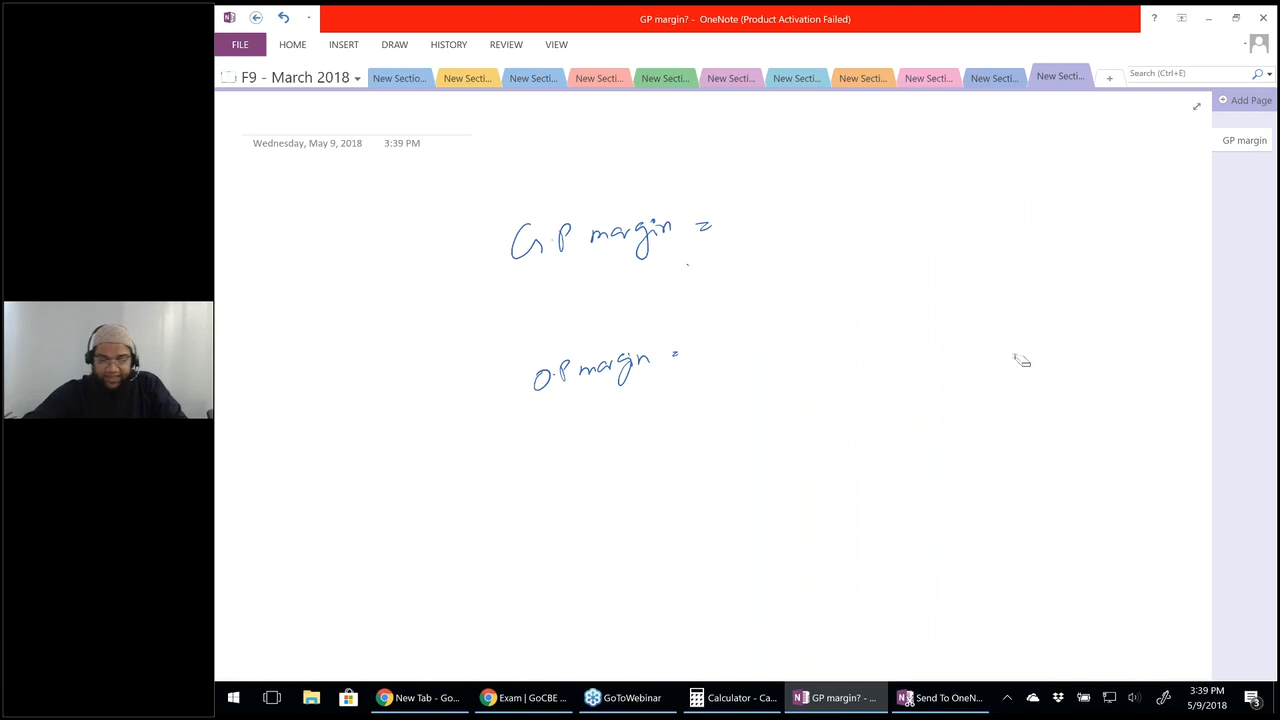 GP margin? - OneNote (Product Activation Failed)
?
FILE HOME INSERT DRAW HISTORY REVIEW VIEW
F9 - March 2018 New Sectio... New Secti... New Secti... New Secti... New Secti... New Secti... New Secti... New Secti... New Secti... New Secti... New Secti... Search (Ctrl+E)
Add Page
Wednesday, May 9, 2018 3:39 PM
GP margin
G.P margin =
O.P margin =
New Tab - Go... Exam | GoCBE ... GoToWebinar Calculator - Ca... GP margin? - ... Send To OneN... 3:39 PM
5/9/2018 3